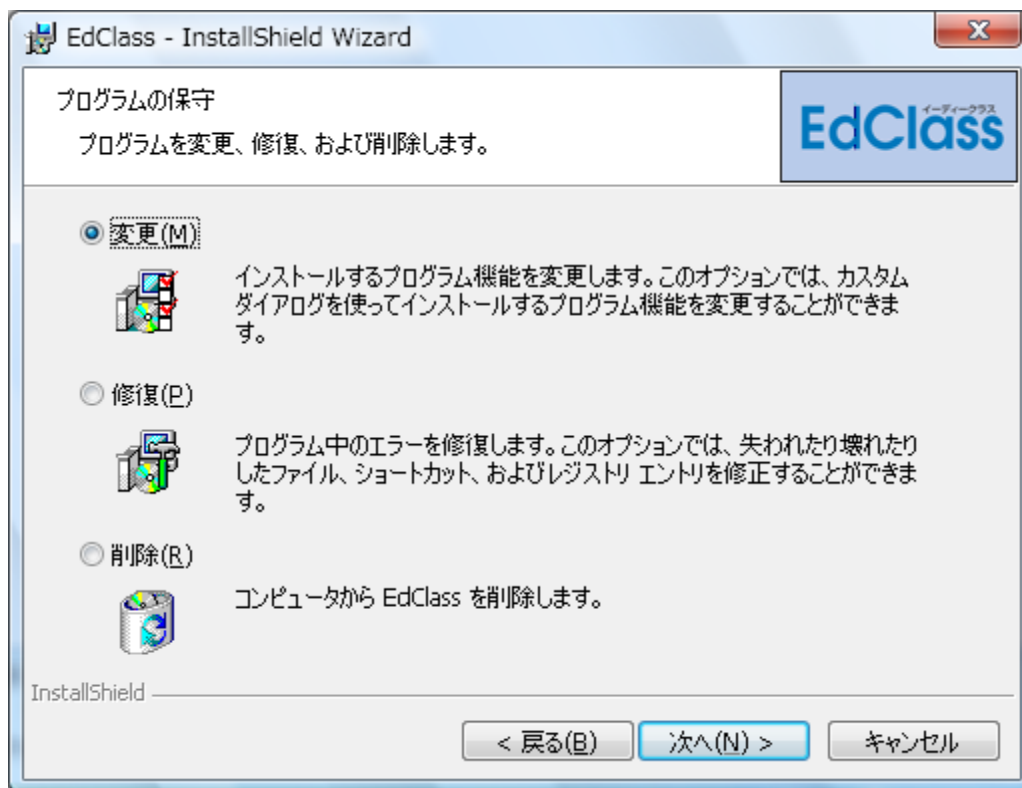 EdClass - InstallShield Wizard
プログラムの保守
プログラムを変更、修復、および削除します。
イーディークラス
EdClass
変更(M)
インストールするプログラム機能を変更します。このオプションでは、カスタム
ダイアログを使ってインストールするプログラム機能を変更することができま
す。
修復(P)
プログラム中のエラーを修復します。このオプションでは、失われたり壊れたり
したファイル、ショートカット、およびレジストリ エントリを修正することができま
す。
削除(R)
コンピュータから EdClass を削除します。
InstallShield
< 戻る(B)
次へ(N) >
キャンセル